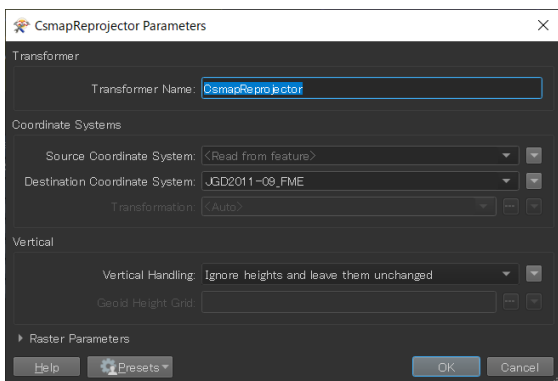 CsmapReprojector Parameters
Transformer
Transformer Name: CsmapReprojector
Coordinate Systems
Source Coordinate System: <Read from feature>
Destination Coordinate System: JGD2011-09_FME
Transformation: <Auto>
Vertical
Vertical Handling: Ignore heights and leave them unchanged
Geoid Height Grid:
Raster Parameters
Help Presets OK Cancel